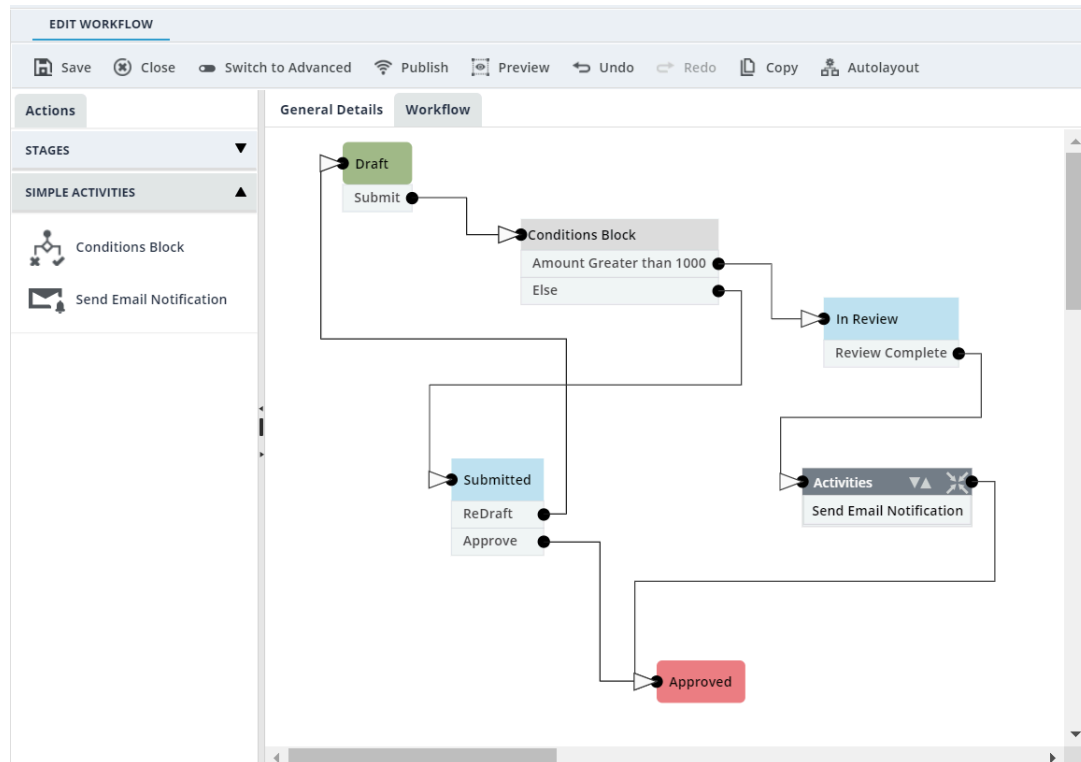 EDIT WORKFLOW
Save Close Switch to Advanced Publish Preview Undo Redo Copy Autolayout
Actions
General Details Workflow
STAGES
SIMPLE ACTIVITIES
Conditions Block
Send Email Notification
Draft
Submit
Conditions Block
Amount Greater than 1000
Else
In Review
Review Complete
Submitted
ReDraft
Approve
Activities
Send Email Notification
Approved